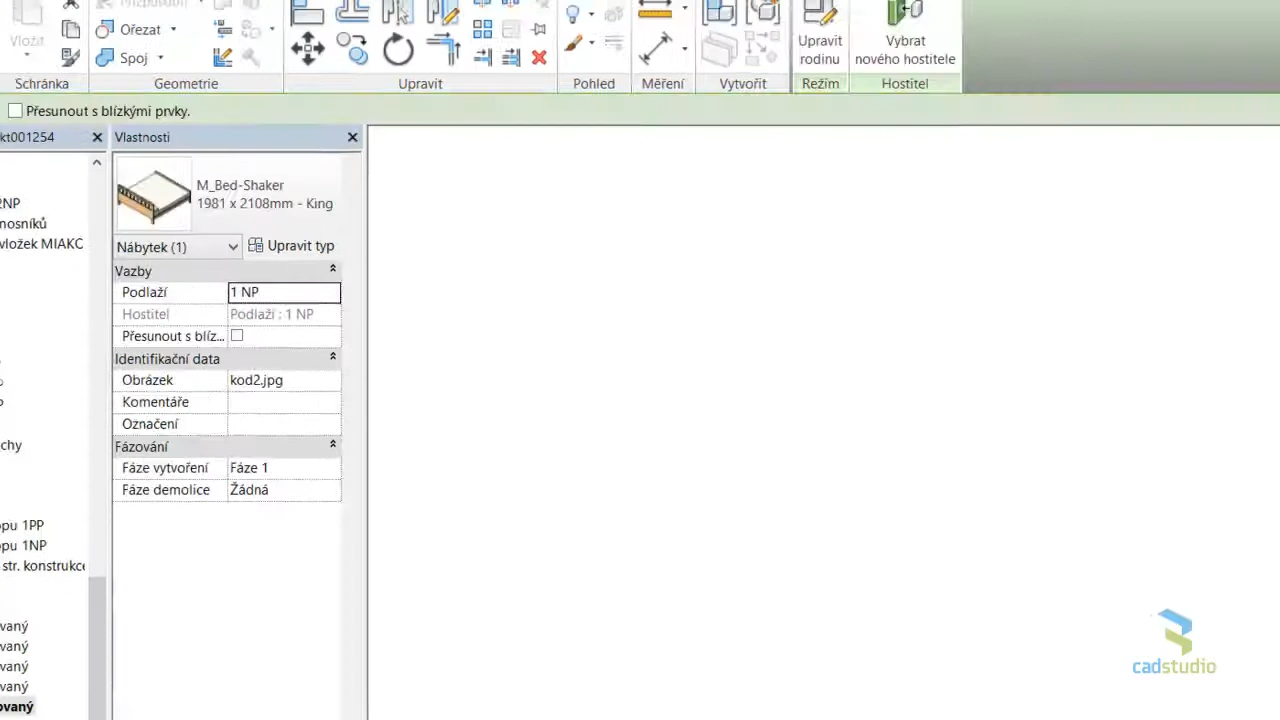 Vložit
Ořezat
Spoj
Upravit rodinu
Vybrat nového hostitele
Schránka
Geometrie
Upravit
Pohled
Měření
Vytvořit
Režim
Hostitel
Přesunout s blízkými prvky.
kt001254
Vlastnosti
M_Bed-Shaker
1981 x 2108mm - King
2NP
nosníků
vložek MIAKO
Nábytek (1)
Upravit typ
Vazby
Podlaží
1 NP
Hostitel
Podlaží : 1 NP
Přesunout s blíz...
Identifikační data
Obrázek
kod2.jpg
Komentáře
Označení
chy
Fázování
Fáze vytvoření
Fáze 1
Fáze demolice
Žádná
opu 1PP
opu 1NP
str. konstrukce
vaný
vaný
vaný
vaný
ovaný
cadstudio